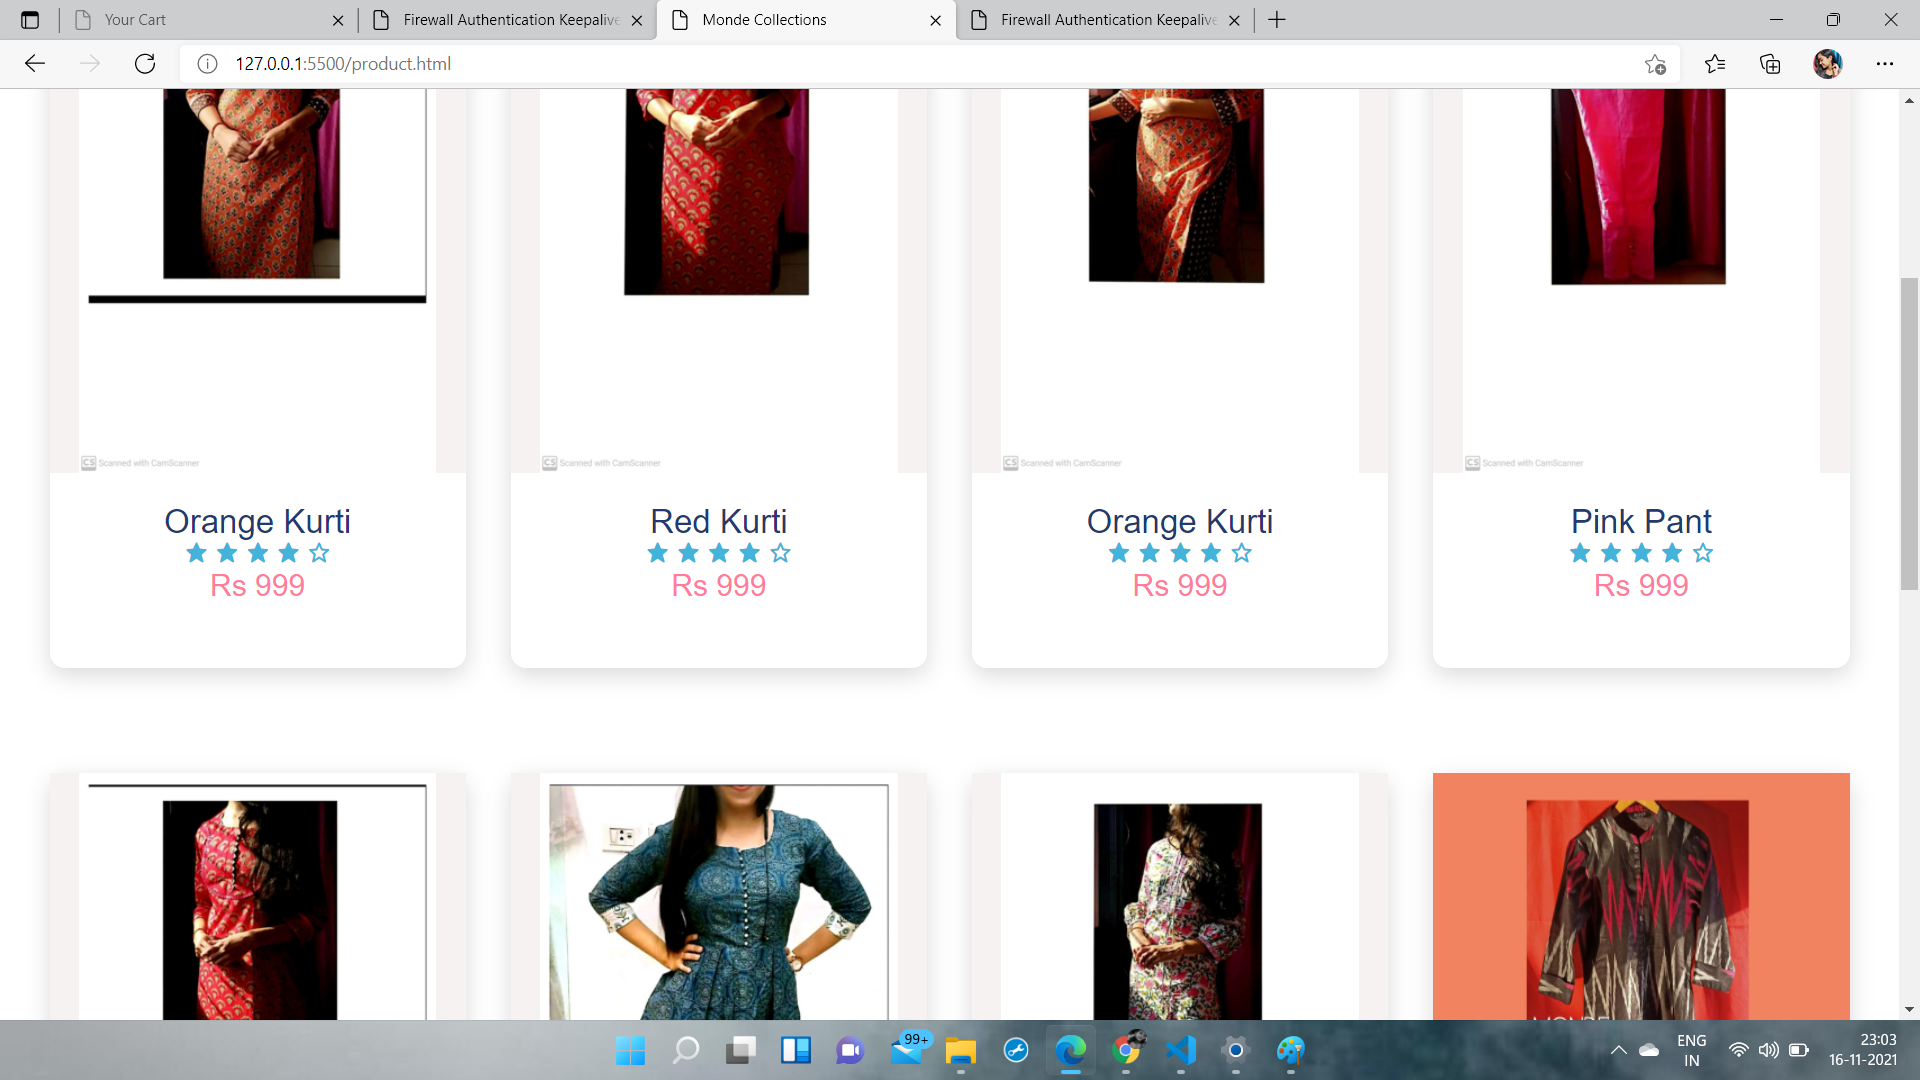 Your Cart
Firewall Authentication Keepalive
Monde Collections
Firewall Authentication Keepalive
127.0.0.1:5500/product.html
CS Scanned with CamScanner
CS Scanned with CamScanner
CS Scanned with CamScanner
CS Scanned with CamScanner
Orange Kurti
Red Kurti
Orange Kurti
Pink Pant
Rs 999
Rs 999
Rs 999
Rs 999
99+
ENG
IN
23:03
16-11-2021